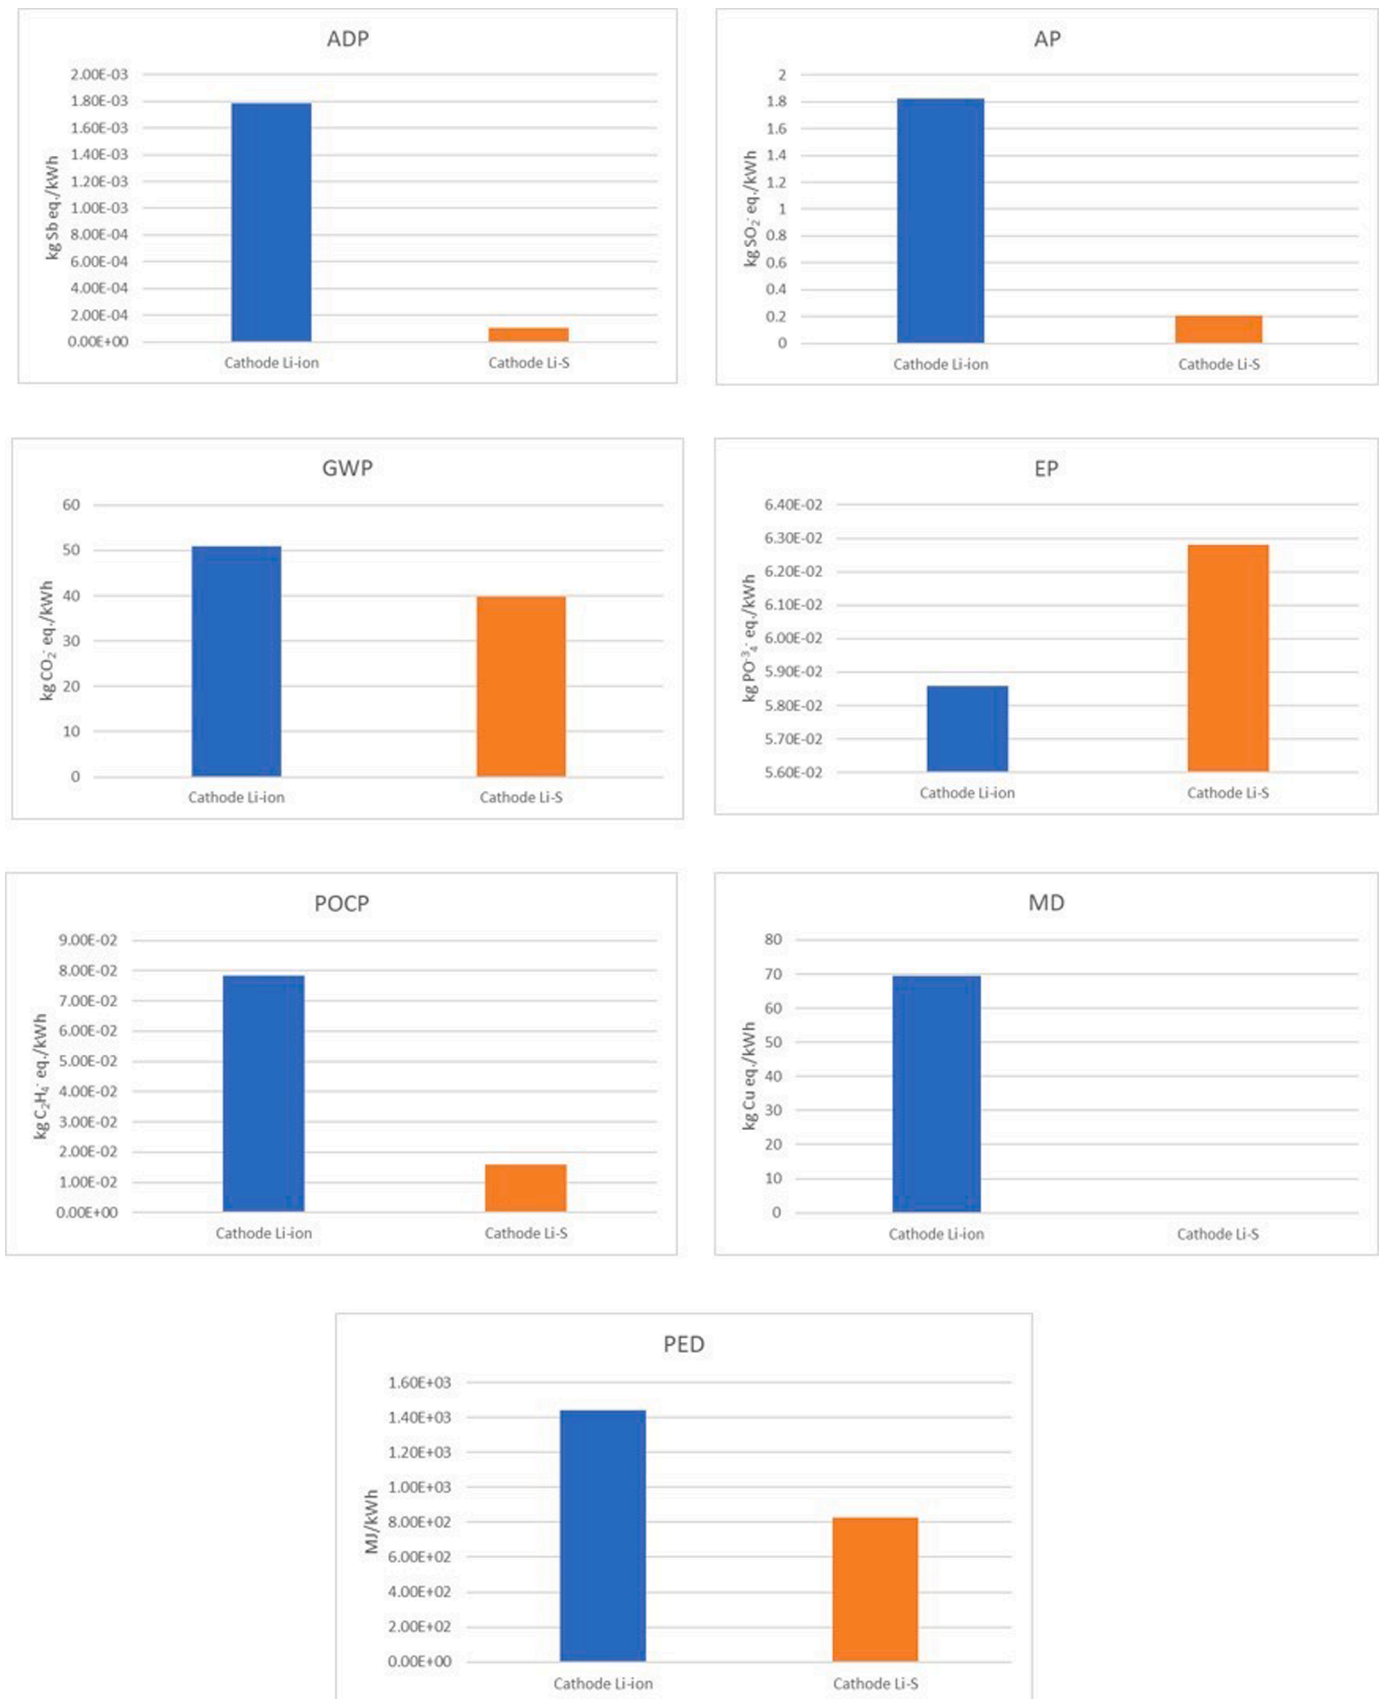 ADP
2.00E-03
1.80E-03
1.60E-03
1.40E-03
1.20E-03
1.00E-03
8.00E-04
6.00E-04
4.00E-04
2.00E-04
0.00E+00
kg Sb eq./kWh
Cathode Li-ion Cathode Li-S
AP
2
1.8
1.6
1.4
1.2
1
0.8
0.6
0.4
0.2
0
kg SO₂⁻ eq./kWh
Cathode Li-ion Cathode Li-S
GWP
60
50
40
30
20
10
0
kg CO₂⁻ eq./kWh
Cathode Li-ion Cathode Li-S
EP
6.40E-02
6.30E-02
6.20E-02
6.10E-02
6.00E-02
5.90E-02
5.80E-02
5.70E-02
5.60E-02
kg PO⁻³₄⁻ eq./kWh
Cathode Li-ion Cathode Li-S
POCP
9.00E-02
8.00E-02
7.00E-02
6.00E-02
5.00E-02
4.00E-02
3.00E-02
2.00E-02
1.00E-02
0.00E+00
kg C₂H₄⁻ eq./kWh
Cathode Li-ion Cathode Li-S
MD
80
70
60
50
40
30
20
10
0
kg Cu eq./kWh
Cathode Li-ion Cathode Li-S
PED
1.60E+03
1.40E+03
1.20E+03
1.00E+03
8.00E+02
6.00E+02
4.00E+02
2.00E+02
0.00E+00
MJ/kWh
Cathode Li-ion Cathode Li-S